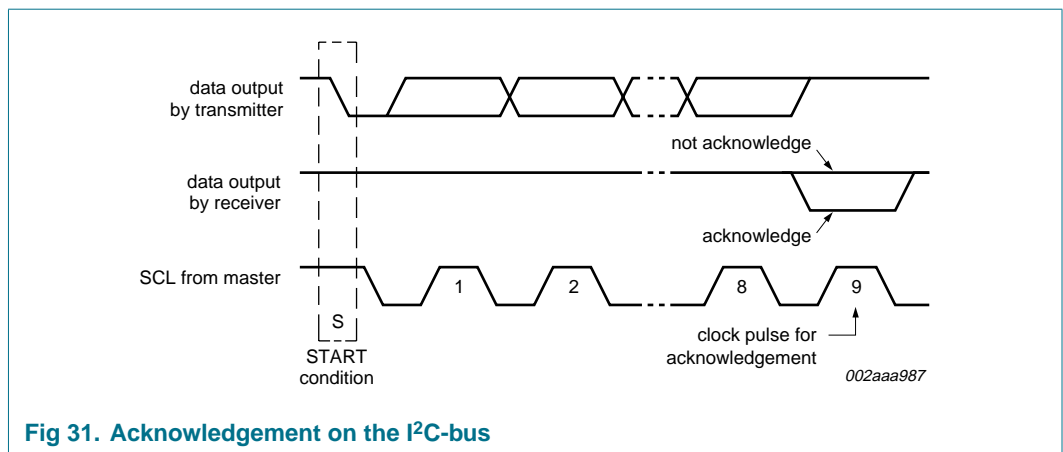 data output
by transmitter
not acknowledge
data output
by receiver
acknowledge
SCL from master
1
2
8
9
S
START
condition
clock pulse for
acknowledgement
002aaa987
Fig 31. Acknowledgement on the I²C-bus